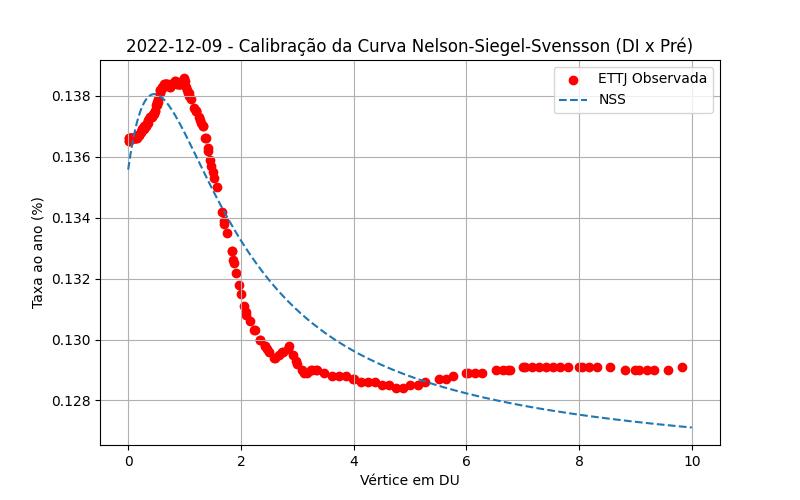 2022-12-09 - Calibração da Curva Nelson-Siegel-Svensson (DI x Pré)
ETTJ Observada
NSS
Taxa ao ano (%)
0.138
0.136
0.134
0.132
0.130
0.128
0
2
4
6
8
10
Vértice em DU